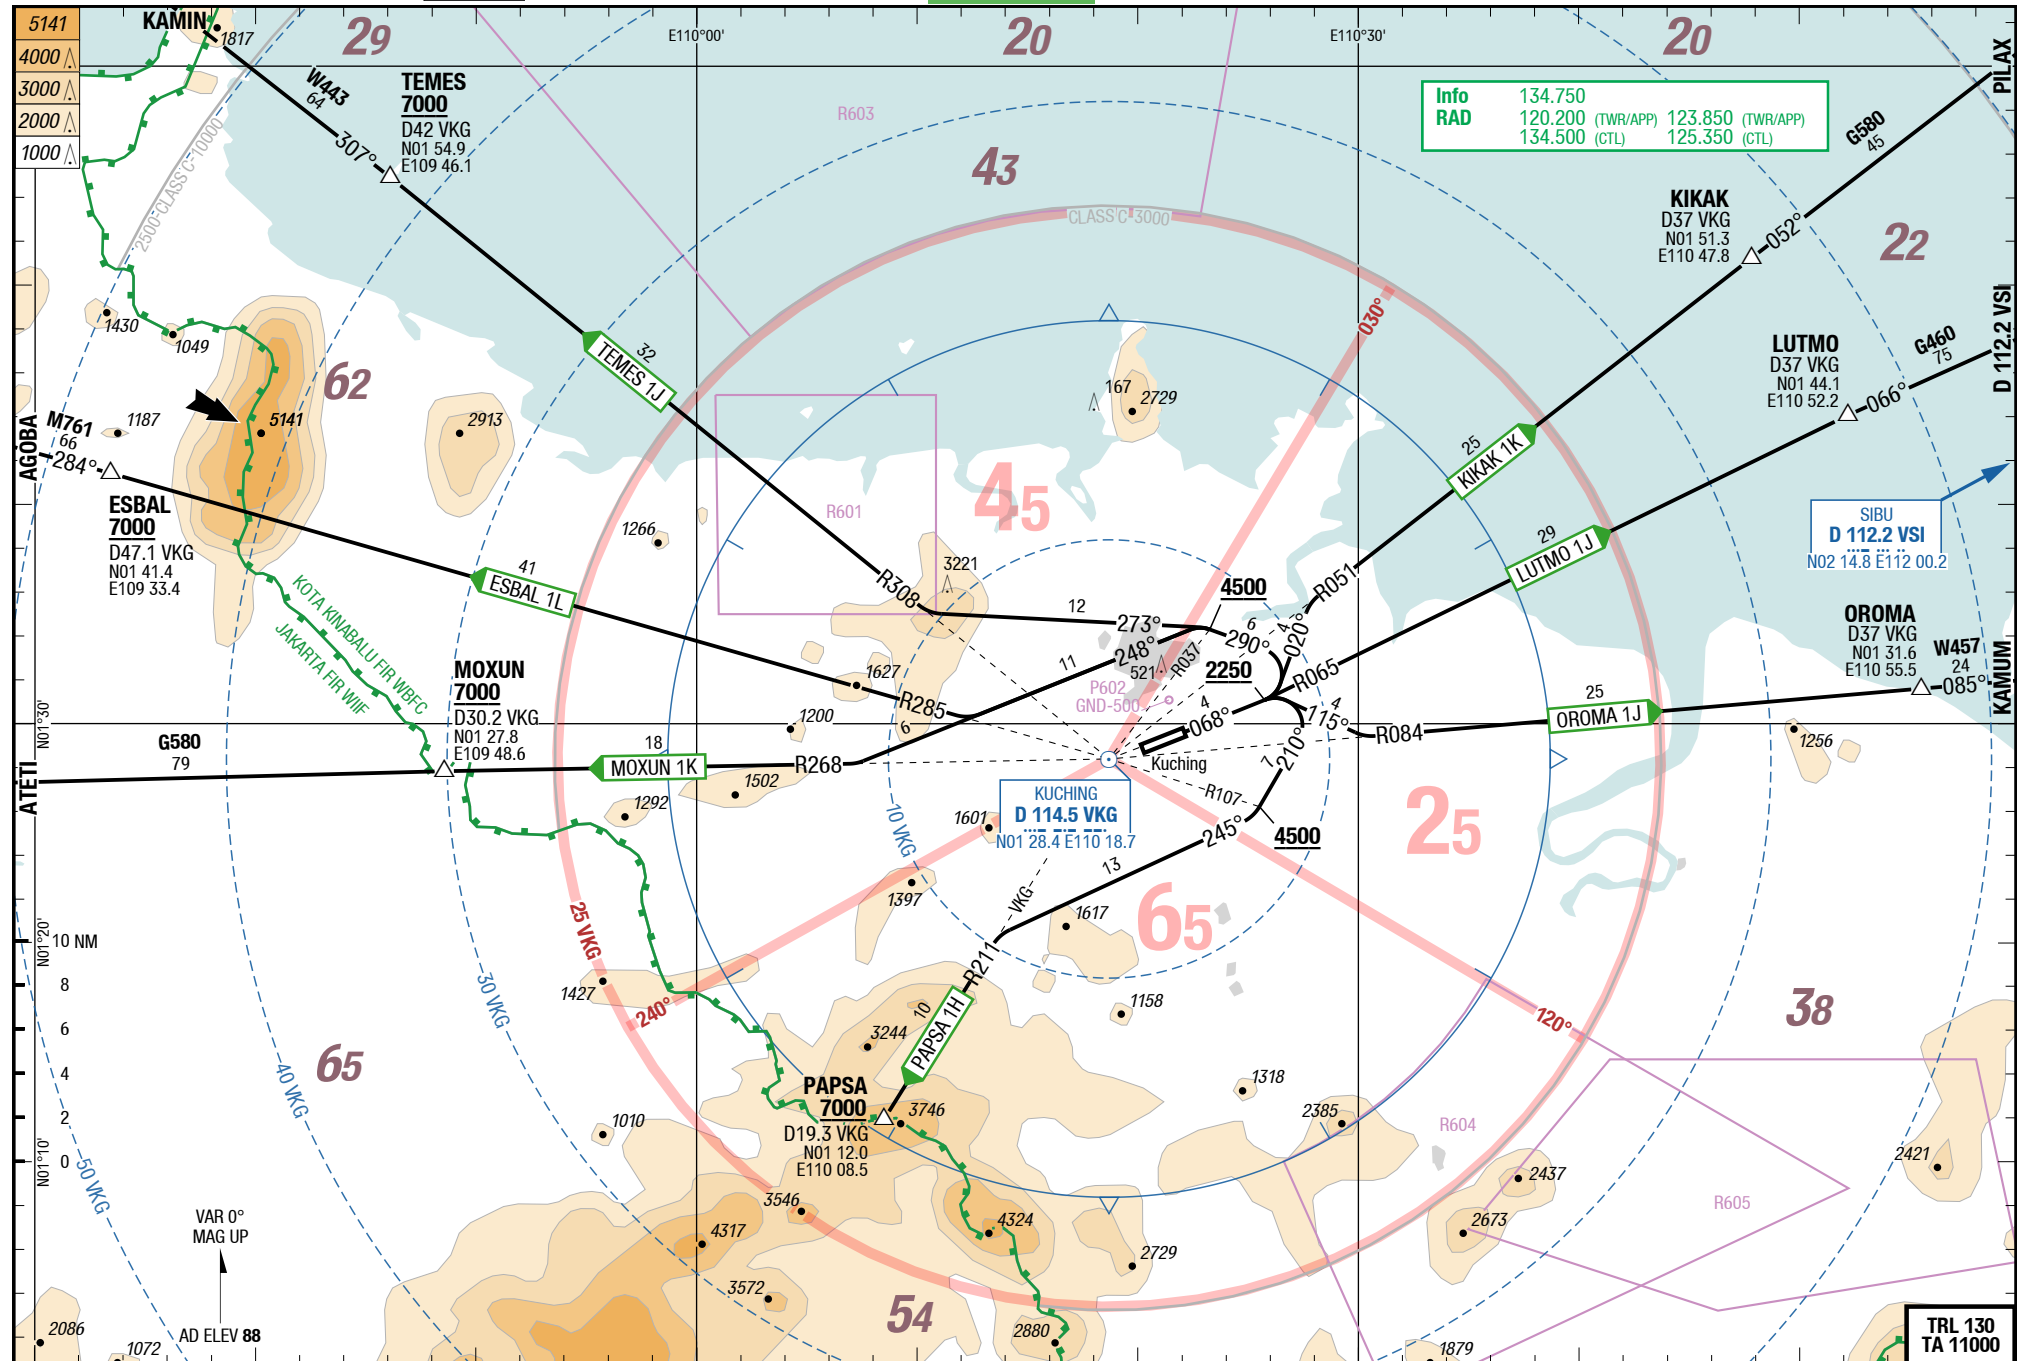 5141
4000
3000
2000
1000
KAMIN
1817
29
E110°00'
20
E110°30'
20
PILAX
W443
64
307°
TEMES
7000
D42 VKG
N01 54.9
E109 46.1
R603
43
Info 134.750
RAD 120.200 (TWR/APP) 123.850 (TWR/APP)
134.500 (CTL) 125.350 (CTL)
G580
45
2500-CLASS C-10000
CLASS C-3000
KIKAK
D37 VKG
N01 51.3
E110 47.8
052°
22
1430
1049
62
32
TEMES 1J
030°
LUTMO
D37 VKG
N01 44.1
E110 52.2
G460
75
066°
D 112.2 VSI
167
2729
AGOBA
M761
66
284°
1187
5141
2913
25
KIKAK 1K
ESBAL
7000
D47.1 VKG
N01 41.4
E109 33.4
R601
45
1266
SIBU
D 112.2 VSI
N02 14.8 E112 00.2
29
LUTMO 1J
41
ESBAL 1L
3221
R308
12
273°
4500
6
290°
4
020°
R051
KOTA KINABALU FIR WBFC
JAKARTA FIR WIIF
248°
11
521
R037
2250
R065
OROMA
D37 VKG
N01 31.6
E110 55.5
W457
24
085°
KAMUM
MOXUN
7000
D30.2 VKG
N01 27.8
E109 48.6
1627
R285
6
P602
GND-500
4
068°
4
115°
R084
25
OROMA 1J
1200
N01°30'
G580
79
ATETI
18
MOXUN 1K
R268
Kuching
7
210°
1256
1502
1292
KUCHING
D 114.5 VKG
N01 28.4 E110 18.7
R107
4500
25
1601
10 VKG
245°
13
1397
VKG
1617
65
25 VKG
N01°20'
10 NM
8
6
4
2
0
N01°10'
1427
240°
30 VKG
R211
10
PAPSA 1H
1158
120°
38
3244
65
40 VKG
50 VKG
PAPSA
7000
D19.3 VKG
N01 12.0
E110 08.5
3746
1318
2385
R604
1010
2421
2437
R605
2673
VAR 0°
MAG UP
3546
4317
4324
2729
3572
54
2880
2086
1072
AD ELEV 88
1879
TRL 130
TA 11000